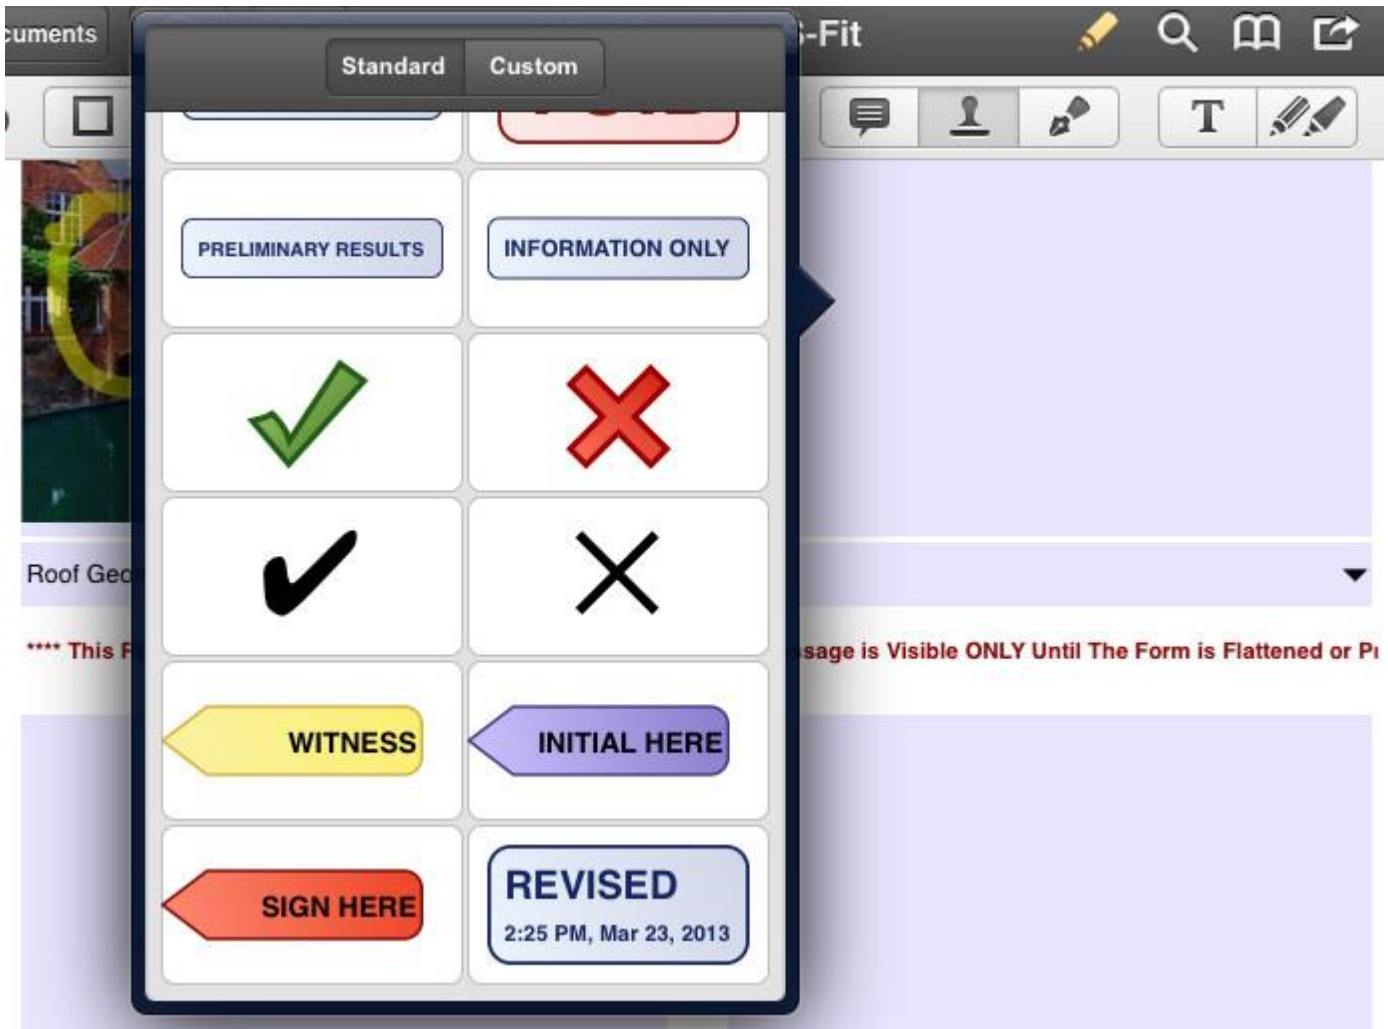 cuments
-Fit
Standard
Custom
T
PRELIMINARY RESULTS
INFORMATION ONLY
Roof Geo
**** This
ssage is Visible ONLY Until The Form is Flattened or
WITNESS
INITIAL HERE
SIGN HERE
REVISED
2:25 PM, Mar 23, 2013